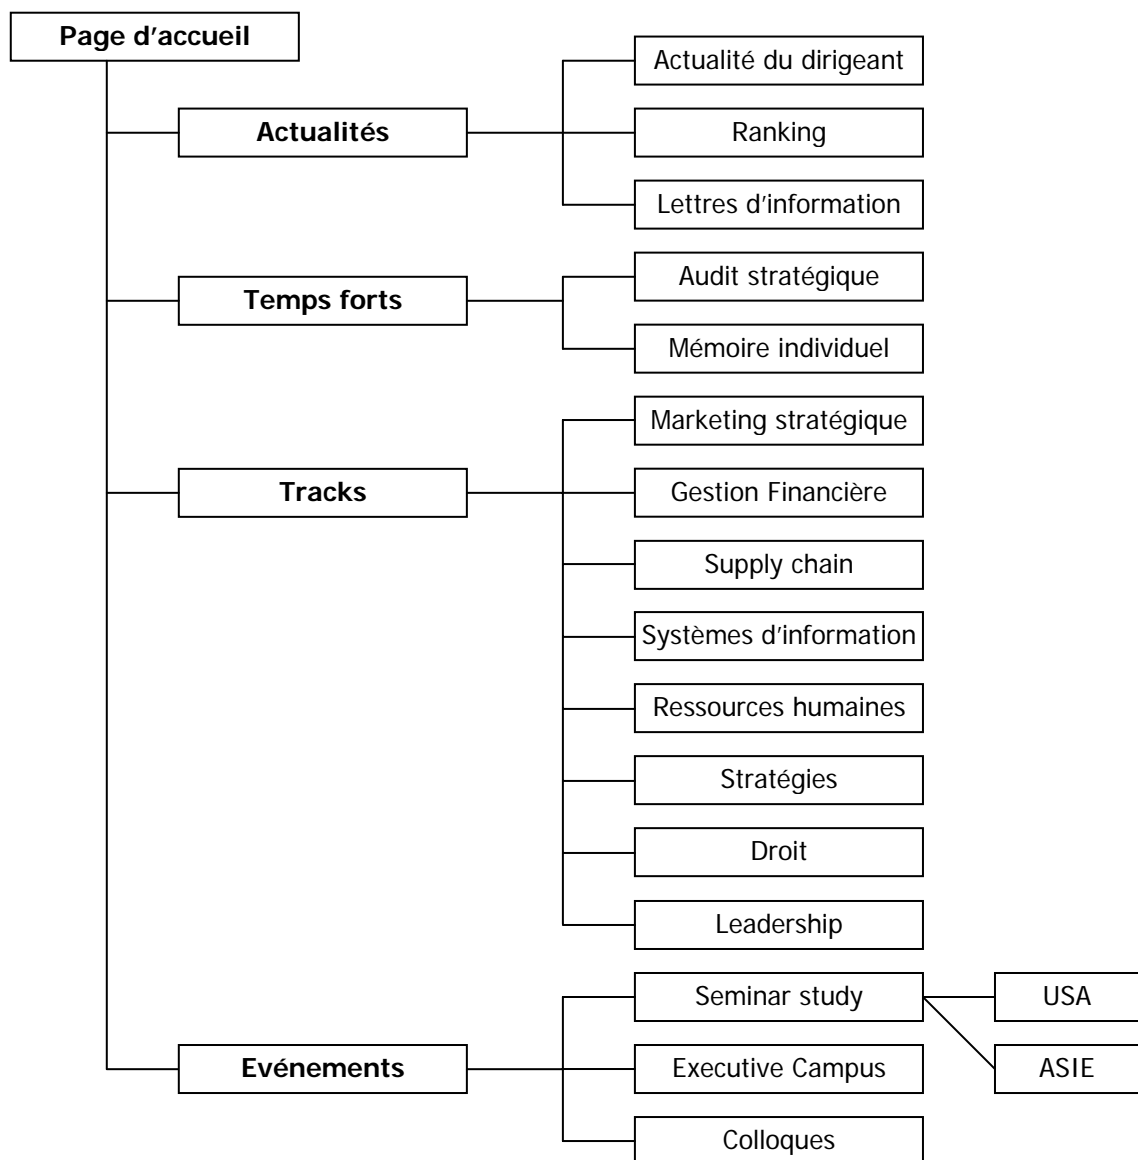 Page d'accueil
Actualités
Actualité du dirigeant
Ranking
Lettres d'information
Temps forts
Audit stratégique
Mémoire individuel
Tracks
Marketing stratégique
Gestion Financière
Supply chain
Systèmes d'information
Ressources humaines
Stratégies
Droit
Leadership
Evénements
Seminar study
USA
ASIE
Executive Campus
Colloques